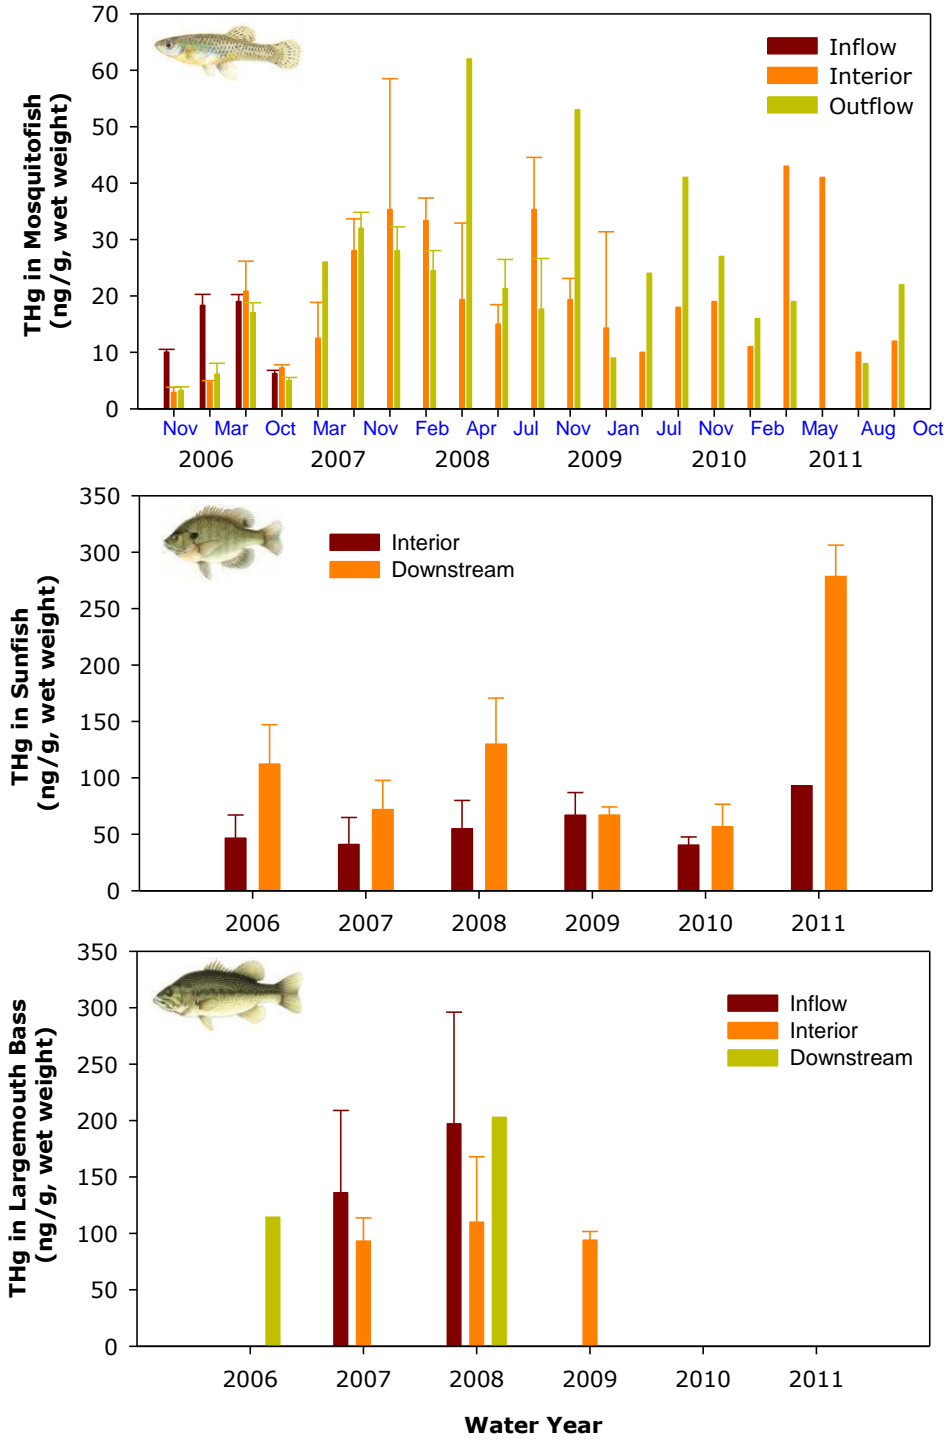 70
60
50
40
30
20
10
0
THg in Mosquitofish
(ng/g, wet weight)
Inflow
Interior
Outflow
Nov Mar Oct Mar Nov Feb Apr Jul Nov Jan Jul Nov Feb May Aug Oct
2006 2007 2008 2009 2010 2011
350
300
250
200
150
100
50
0
THg in Sunfish
(ng/g, wet weight)
Interior
Downstream
2006 2007 2008 2009 2010 2011
350
300
250
200
150
100
50
0
THg in Largemouth Bass
(ng/g, wet weight)
Inflow
Interior
Downstream
2006 2007 2008 2009 2010 2011
Water Year